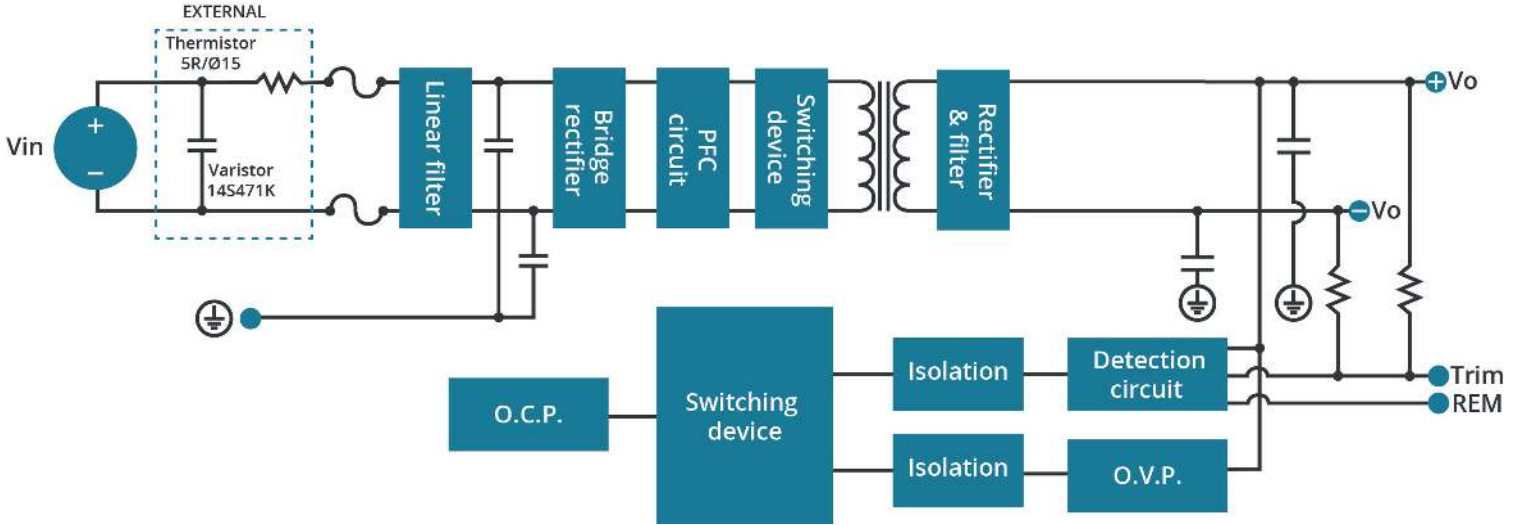 EXTERNAL
Thermistor
5R/Ø15
Vin
+
−
Varistor
14S471K
Linear filter
Bridge
rectifier
PFC
circuit
Switching
device
Rectifier
& filter
+Vo
−Vo
O.C.P.
Switching
device
Isolation
Detection
circuit
Trim
REM
Isolation
O.V.P.